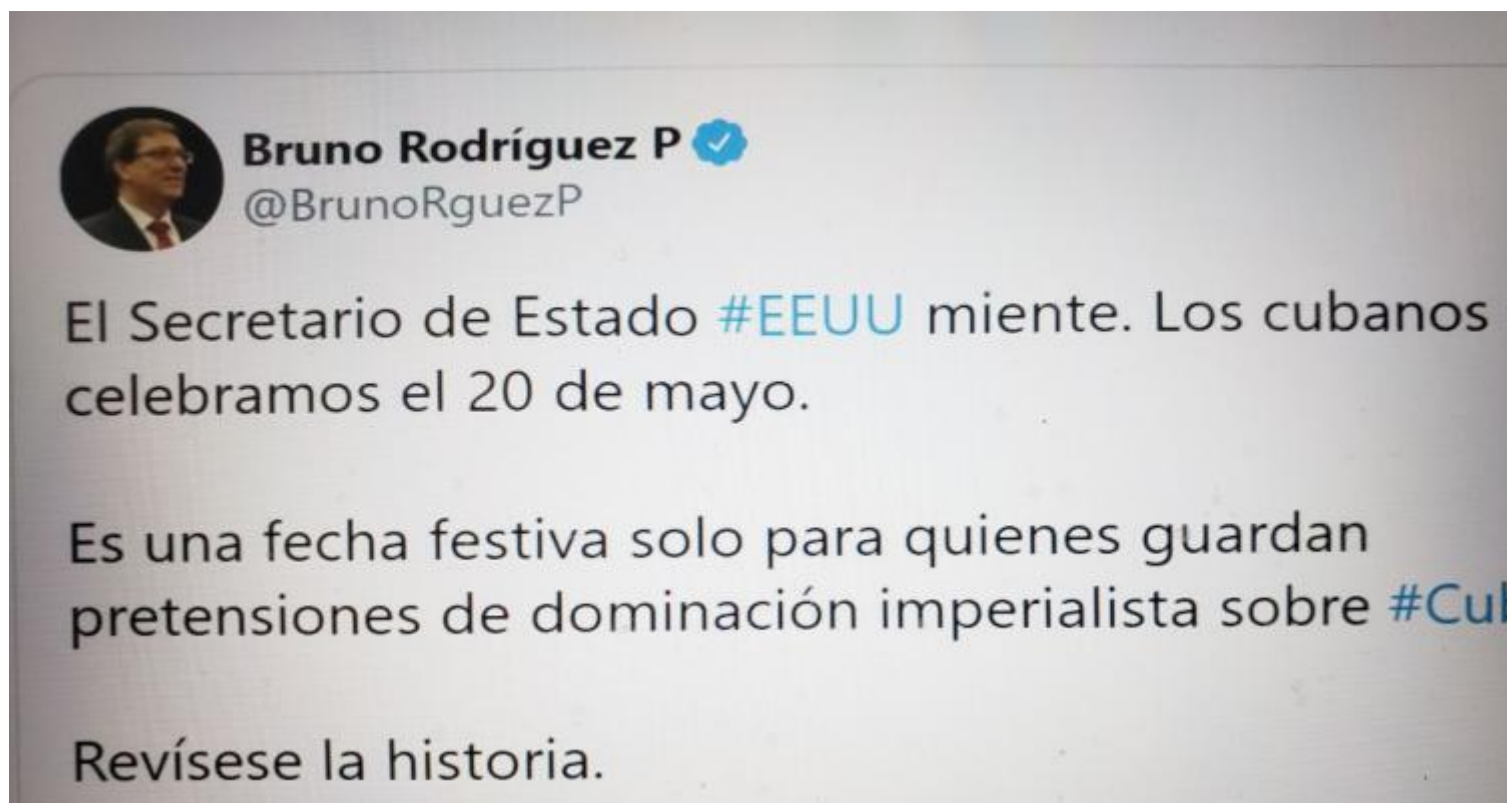 Bruno Rodríguez P
@BrunoRguezP
El Secretario de Estado #EEUU miente. Los cubanos
celebramos el 20 de mayo.
Es una fecha festiva solo para quienes guardan
pretensiones de dominación imperialista sobre #Cu
Revísese la historia.